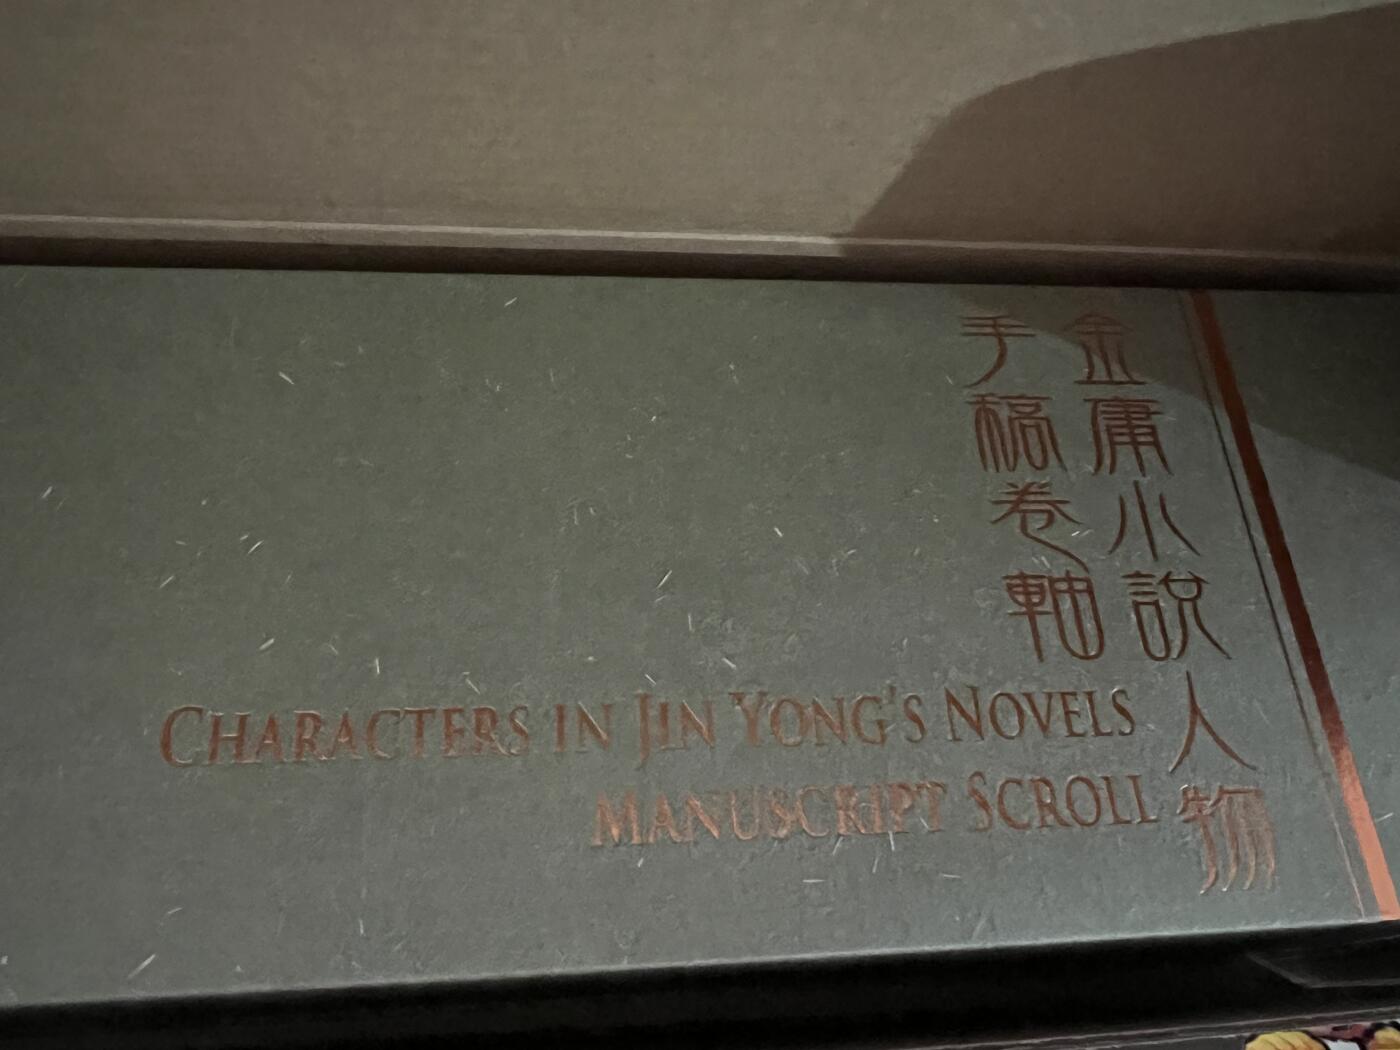 金庸小說人物
手稿卷軸
CHARACTERS IN JIN YONG'S NOVELS
MANUSCRIPT SCROLL